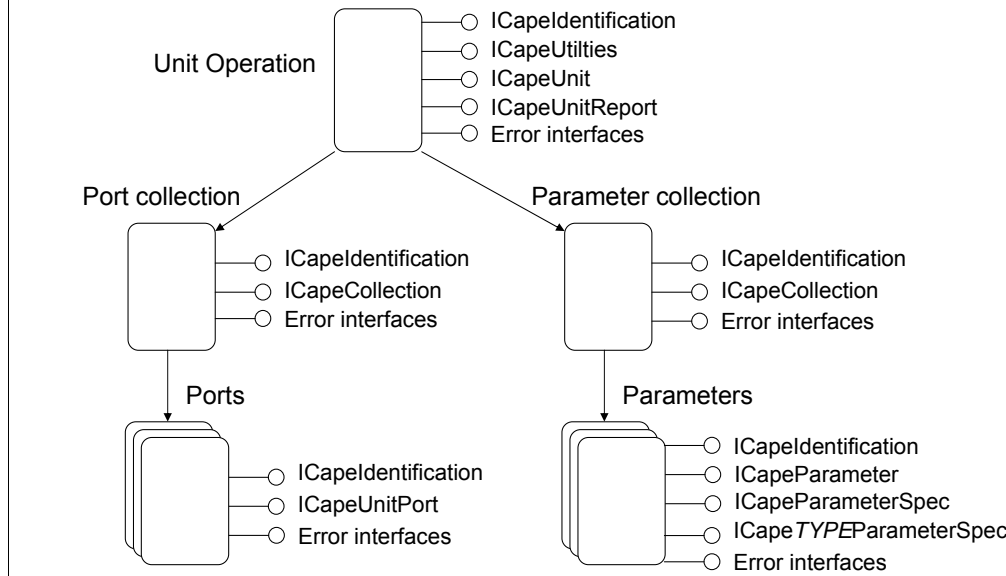 Unit Operation
ICapeIdentification
ICapeUtilties
ICapeUnit
ICapeUnitReport
Error interfaces
Port collection
ICapeIdentification
ICapeCollection
Error interfaces
Parameter collection
ICapeIdentification
ICapeCollection
Error interfaces
Ports
ICapeIdentification
ICapeUnitPort
Error interfaces
Parameters
ICapeIdentification
ICapeParameter
ICapeParameterSpec
ICapeTYPEParameterSpec
Error interfaces